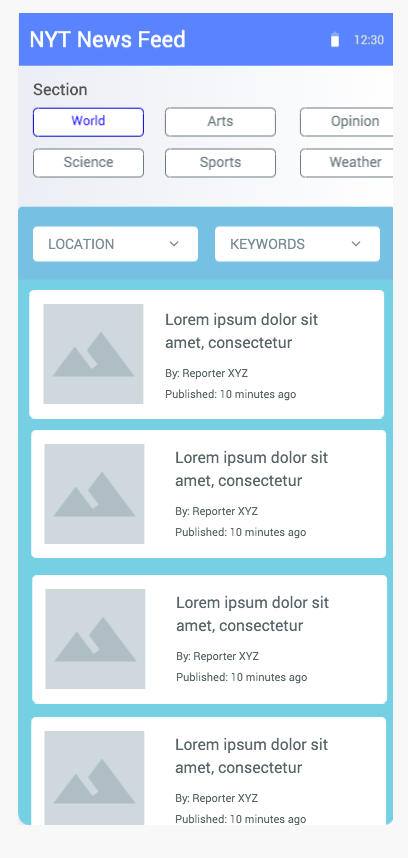 NYT News Feed
12:30
Section
World Arts Opinion
Science Sports Weather
LOCATION KEYWORDS
Lorem ipsum dolor sit
amet, consectetur
By: Reporter XYZ
Published: 10 minutes ago
Lorem ipsum dolor sit
amet, consectetur
By: Reporter XYZ
Published: 10 minutes ago
Lorem ipsum dolor sit
amet, consectetur
By: Reporter XYZ
Published: 10 minutes ago
Lorem ipsum dolor sit
amet, consectetur
By: Reporter XYZ
Published: 10 minutes ago